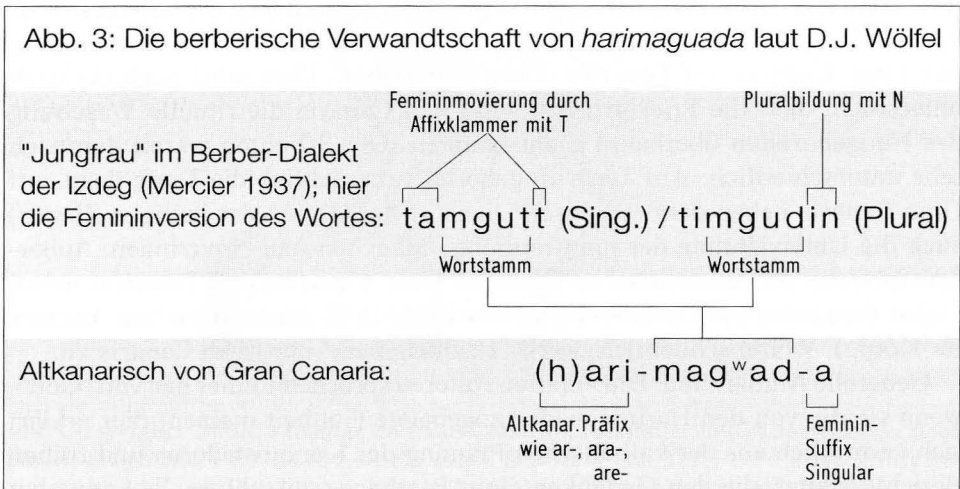 Abb. 3: Die berberische Verwandtschaft von harimaguada laut D.J. Wölfel
Femininmovierung durch
Affixklammer mit T
Pluralbildung mit N
"Jungfrau" im Berber-Dialekt
der Izdeg (Mercier 1937); hier
die Femininversion des Wortes: tamgutt (Sing.) / timgudin (Plural)
Wortstamm Wortstamm
Altkanarisch von Gran Canaria: (h)ari-magʷad-a
Altkanar.Präfix
wie ar-, ara-,
are-.
Feminin-
Suffix
Singular